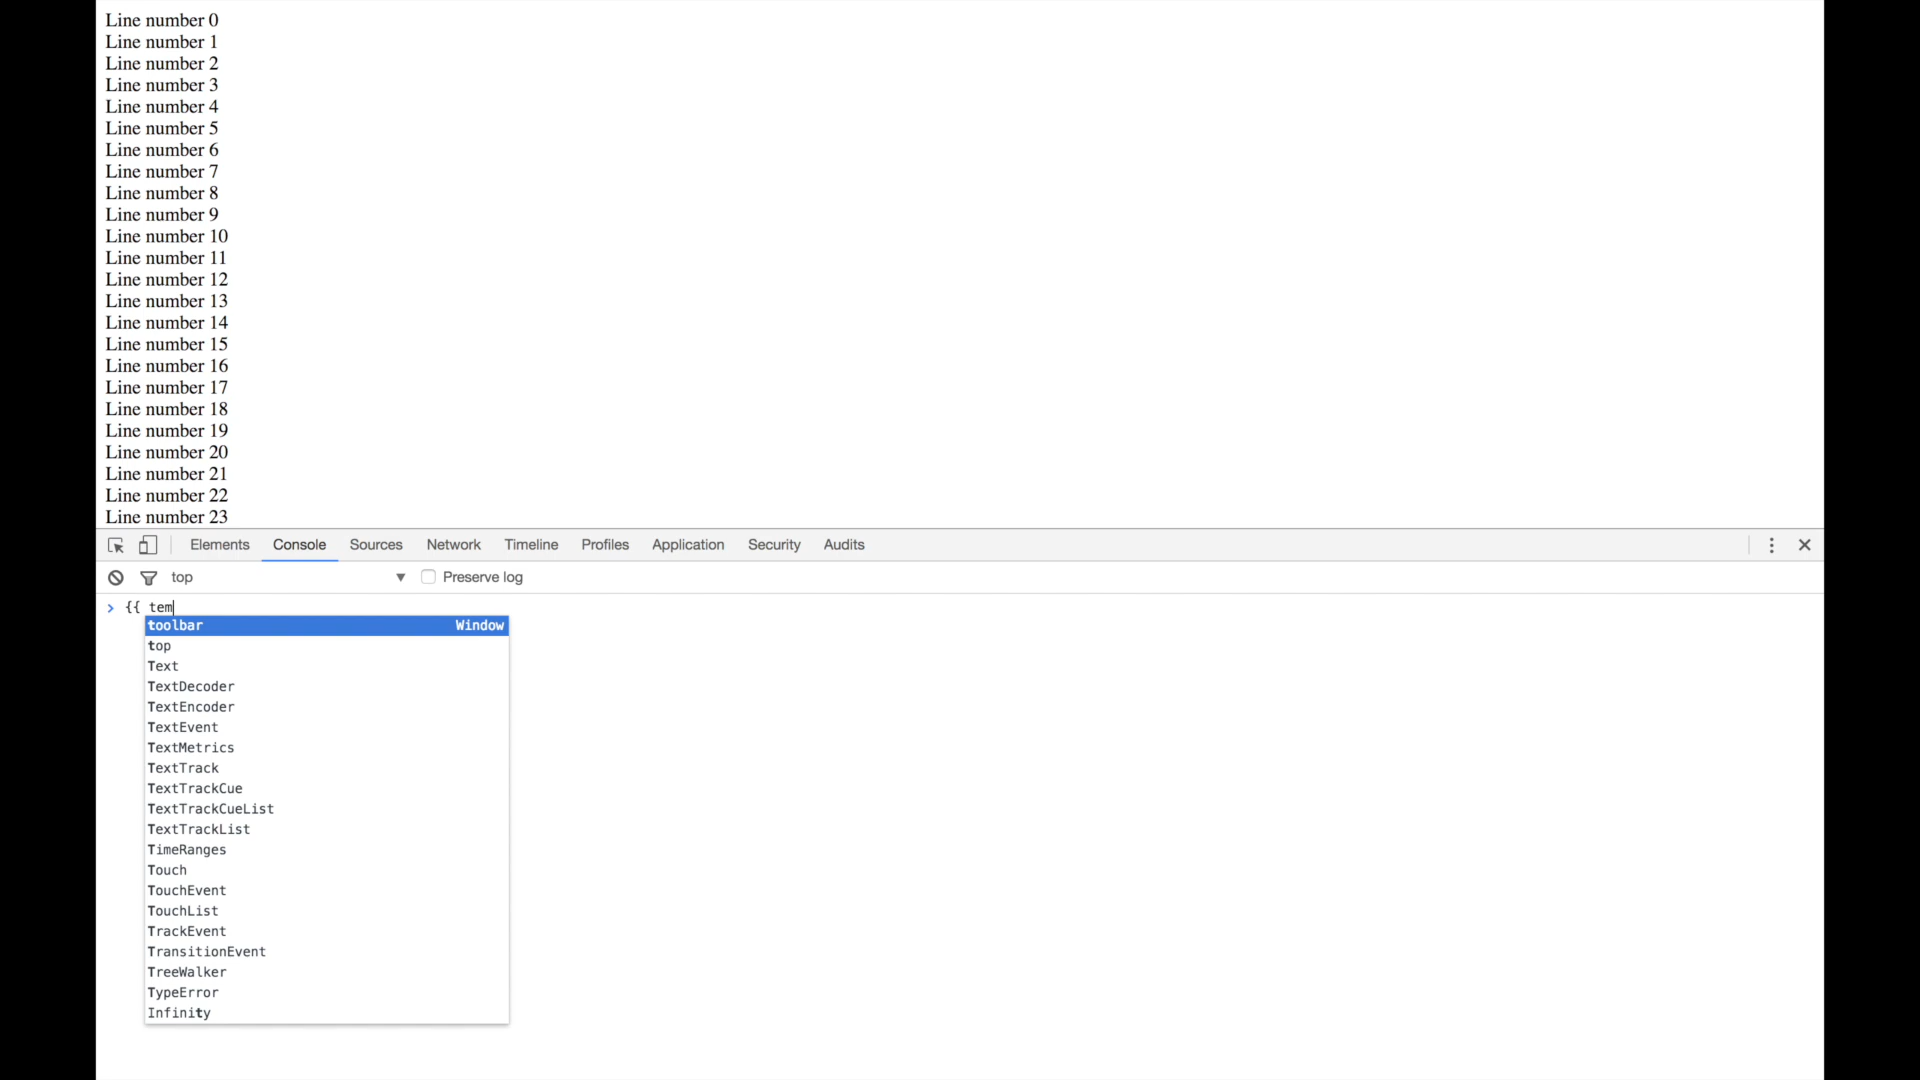 Line number 0
Line number 1
Line number 2
Line number 3
Line number 4
Line number 5
Line number 6
Line number 7
Line number 8
Line number 9
Line number 10
Line number 11
Line number 12
Line number 13
Line number 14
Line number 15
Line number 16
Line number 17
Line number 18
Line number 19
Line number 20
Line number 21
Line number 22
Line number 23
Elements Console Sources Network Timeline Profiles Application Security Audits
top ▼ Preserve log
> {{ tem
toolbar Window
top
Text
TextDecoder
TextEncoder
TextEvent
TextMetrics
TextTrack
TextTrackCue
TextTrackCueList
TextTrackList
TimeRanges
Touch
TouchEvent
TouchList
TrackEvent
TransitionEvent
TreeWalker
TypeError
Infinity